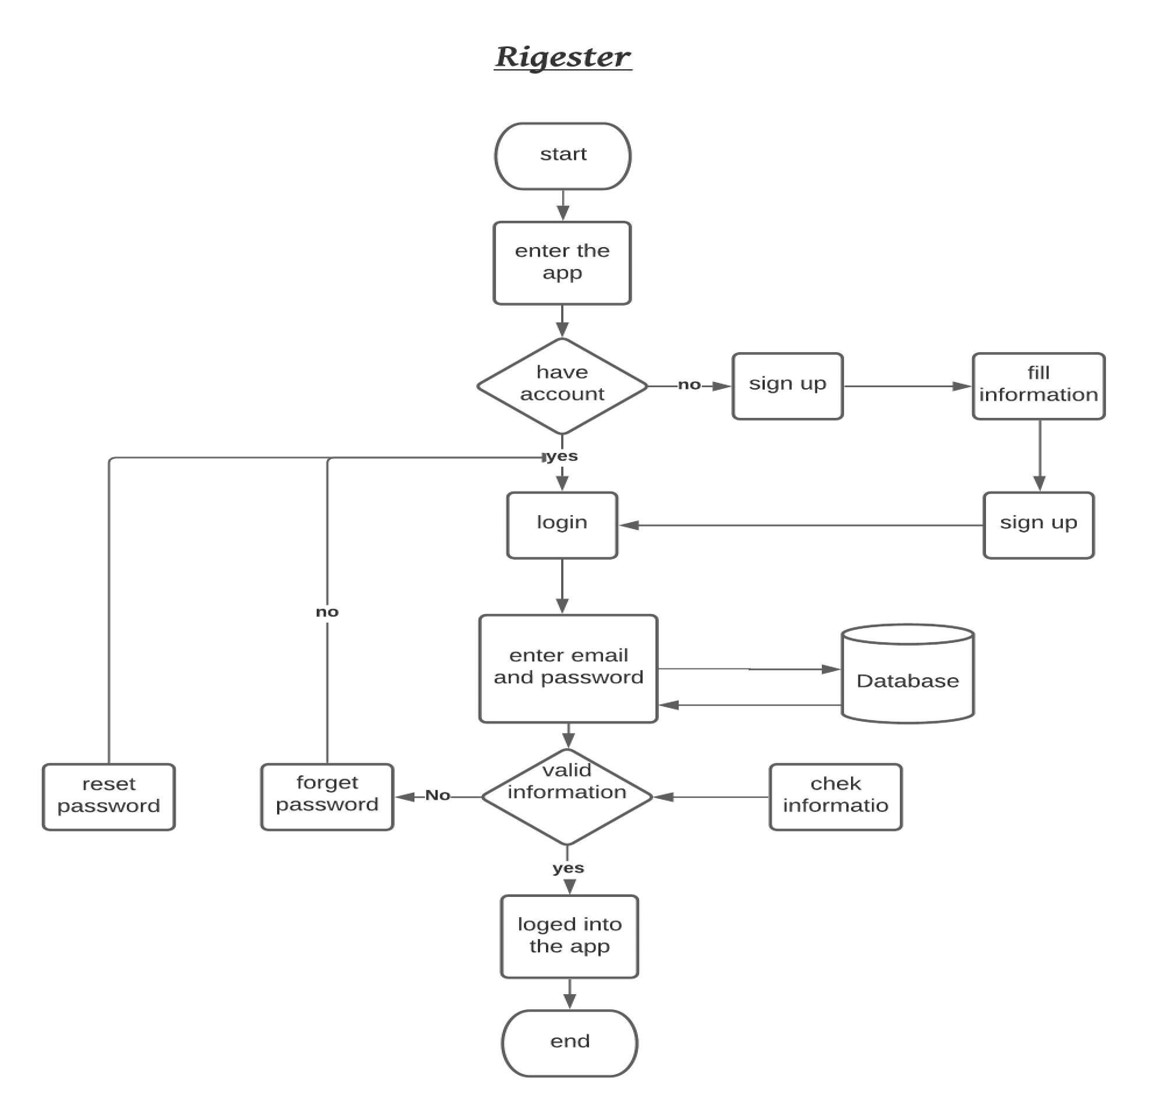 Rigester
start
enter the
app
have
account
no
sign up
fill
information
yes
login
sign up
no
enter email
and password
Database
reset
password
forget
password
No
valid
information
chek
informatio
yes
loged into
the app
end